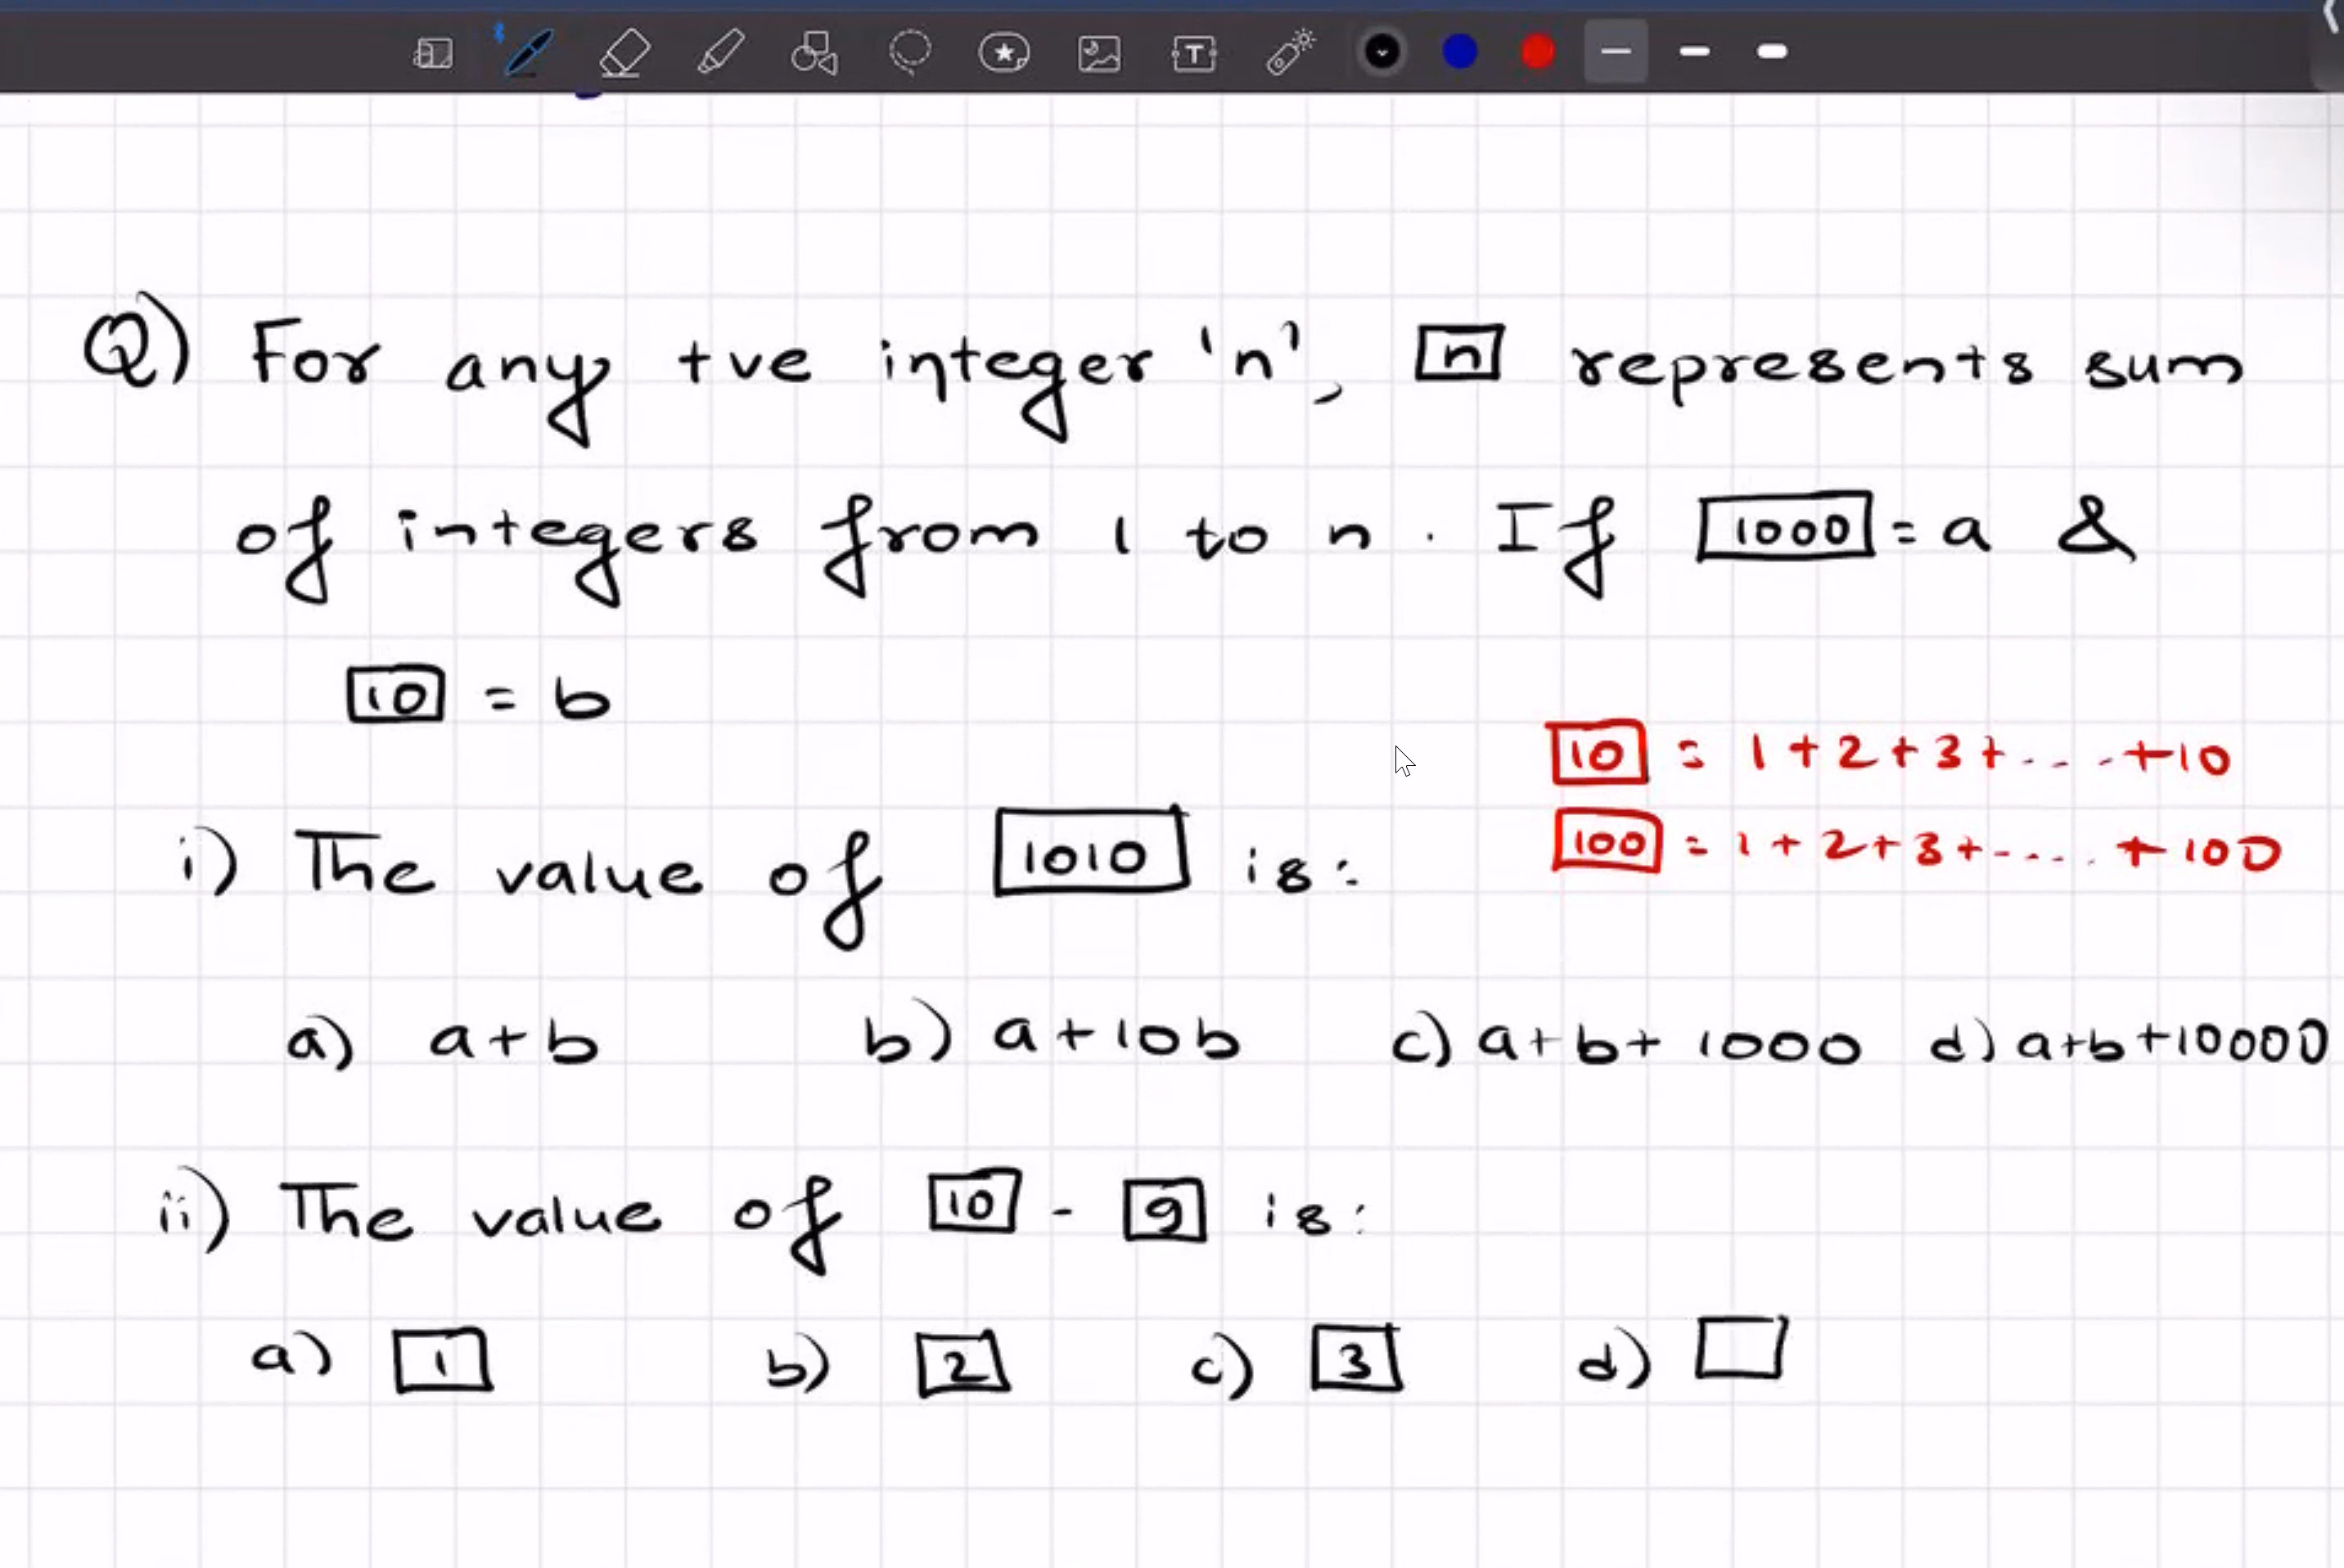 Q) For any +ve integer 'n', n represents sum
of integers from 1 to n. If 1000 = a &
10 = b
10 = 1+2+3+...+10
i) The value of 1010 is:
100 = 1+2+3+....+100
a) a+b b) a+10b c) a+b+1000 d) a+b+10000
ii) The value of 10 - 9 is:
a) 1 b) 2 c) 3 d)